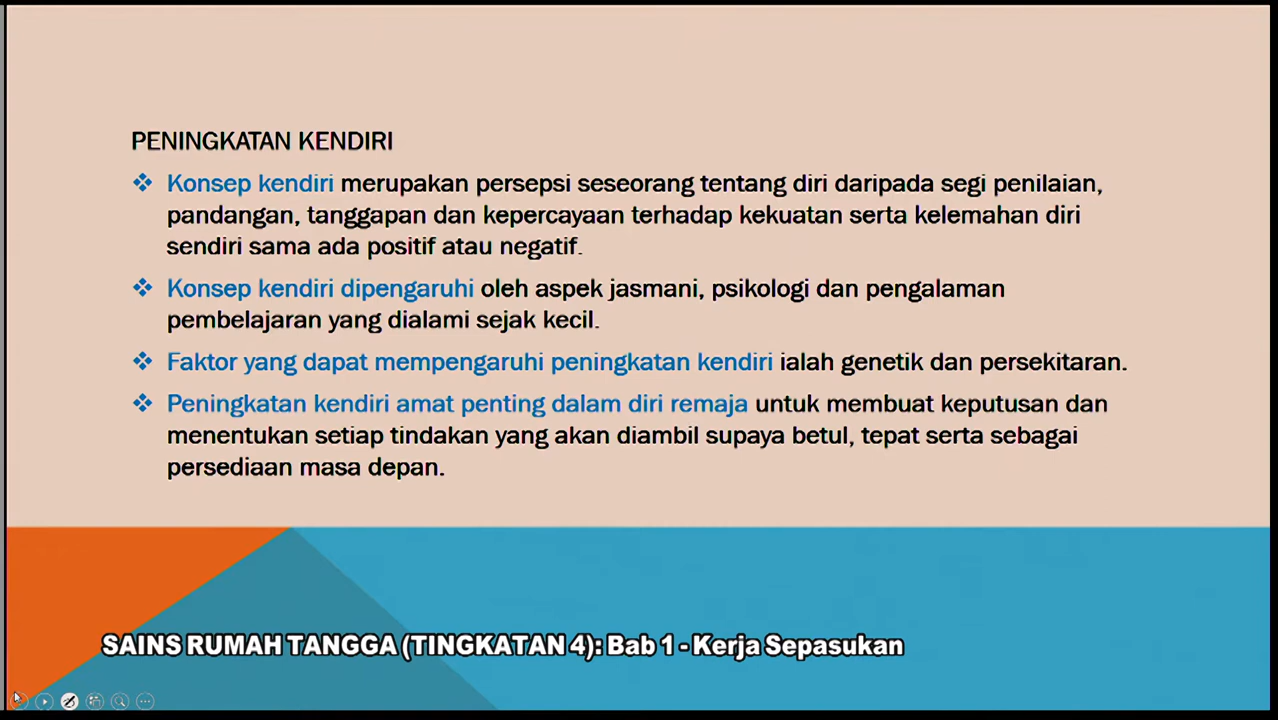 PENINGKATAN KENDIRI
Konsep kendiri merupakan persepsi seseorang tentang diri daripada segi penilaian,
pandangan, tanggapan dan kepercayaan terhadap kekuatan serta kelemahan diri
sendiri sama ada positif atau negatif.
Konsep kendiri dipengaruhi oleh aspek jasmani, psikologi dan pengalaman
pembelajaran yang dialami sejak kecil.
Faktor yang dapat mempengaruhi peningkatan kendiri ialah genetik dan persekitaran.
Peningkatan kendiri amat penting dalam diri remaja untuk membuat keputusan dan
menentukan setiap tindakan yang akan diambil supaya betul, tepat serta sebagai
persediaan masa depan.
SAINS RUMAH TANGGA (TINGKATAN 4): Bab 1 - Kerja Sepasukan